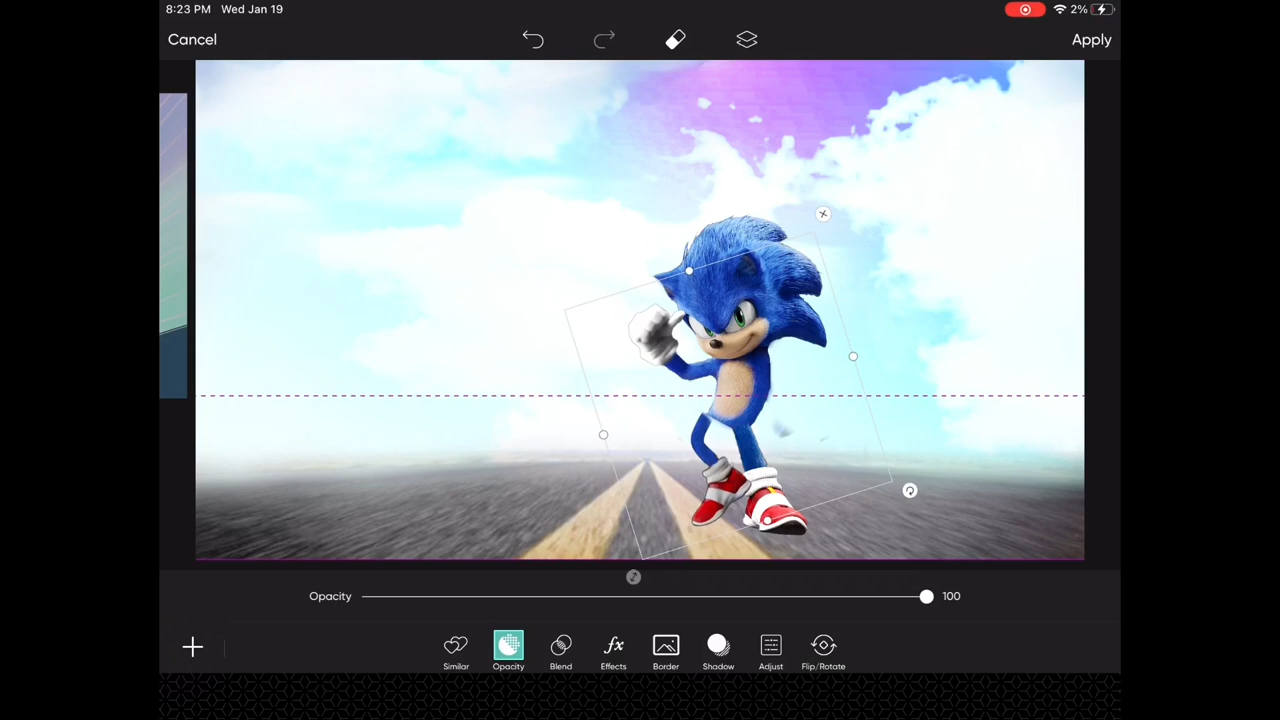 8:23 PM Wed Jan 19
2%
Cancel
Apply
Opacity 100
Similar Opacity Blend Effects Border Shadow Adjust Flip/Rotate
fx